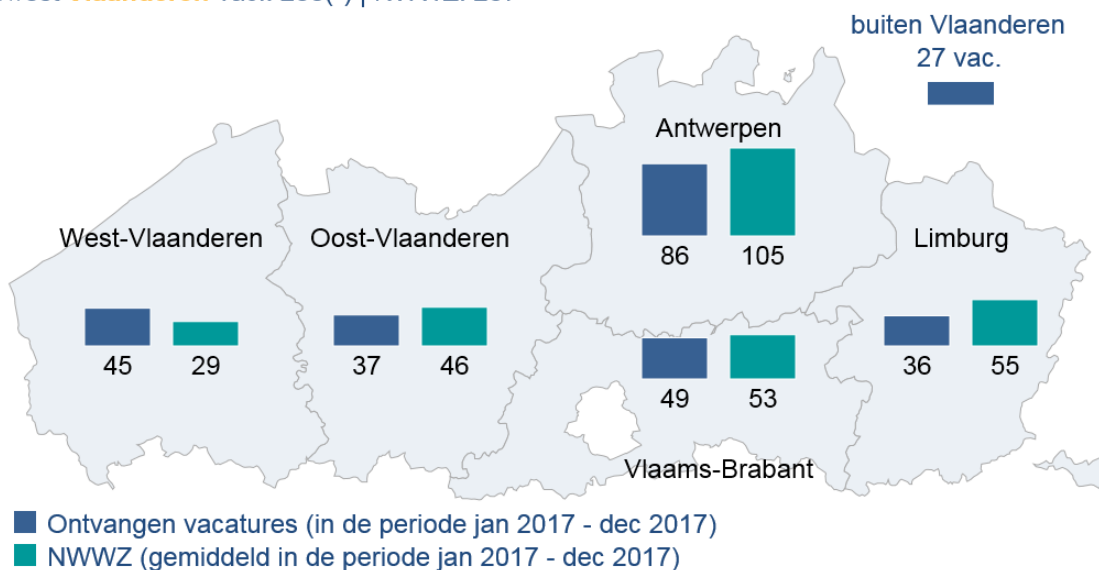 buiten Vlaanderen
27 vac.
Antwerpen
86 105
West-Vlaanderen
45 29
Oost-Vlaanderen
37 46
Limburg
36 55
49 53
Vlaams-Brabant
Ontvangen vacatures (in de periode jan 2017 - dec 2017)
NWWZ (gemiddeld in de periode jan 2017 - dec 2017)